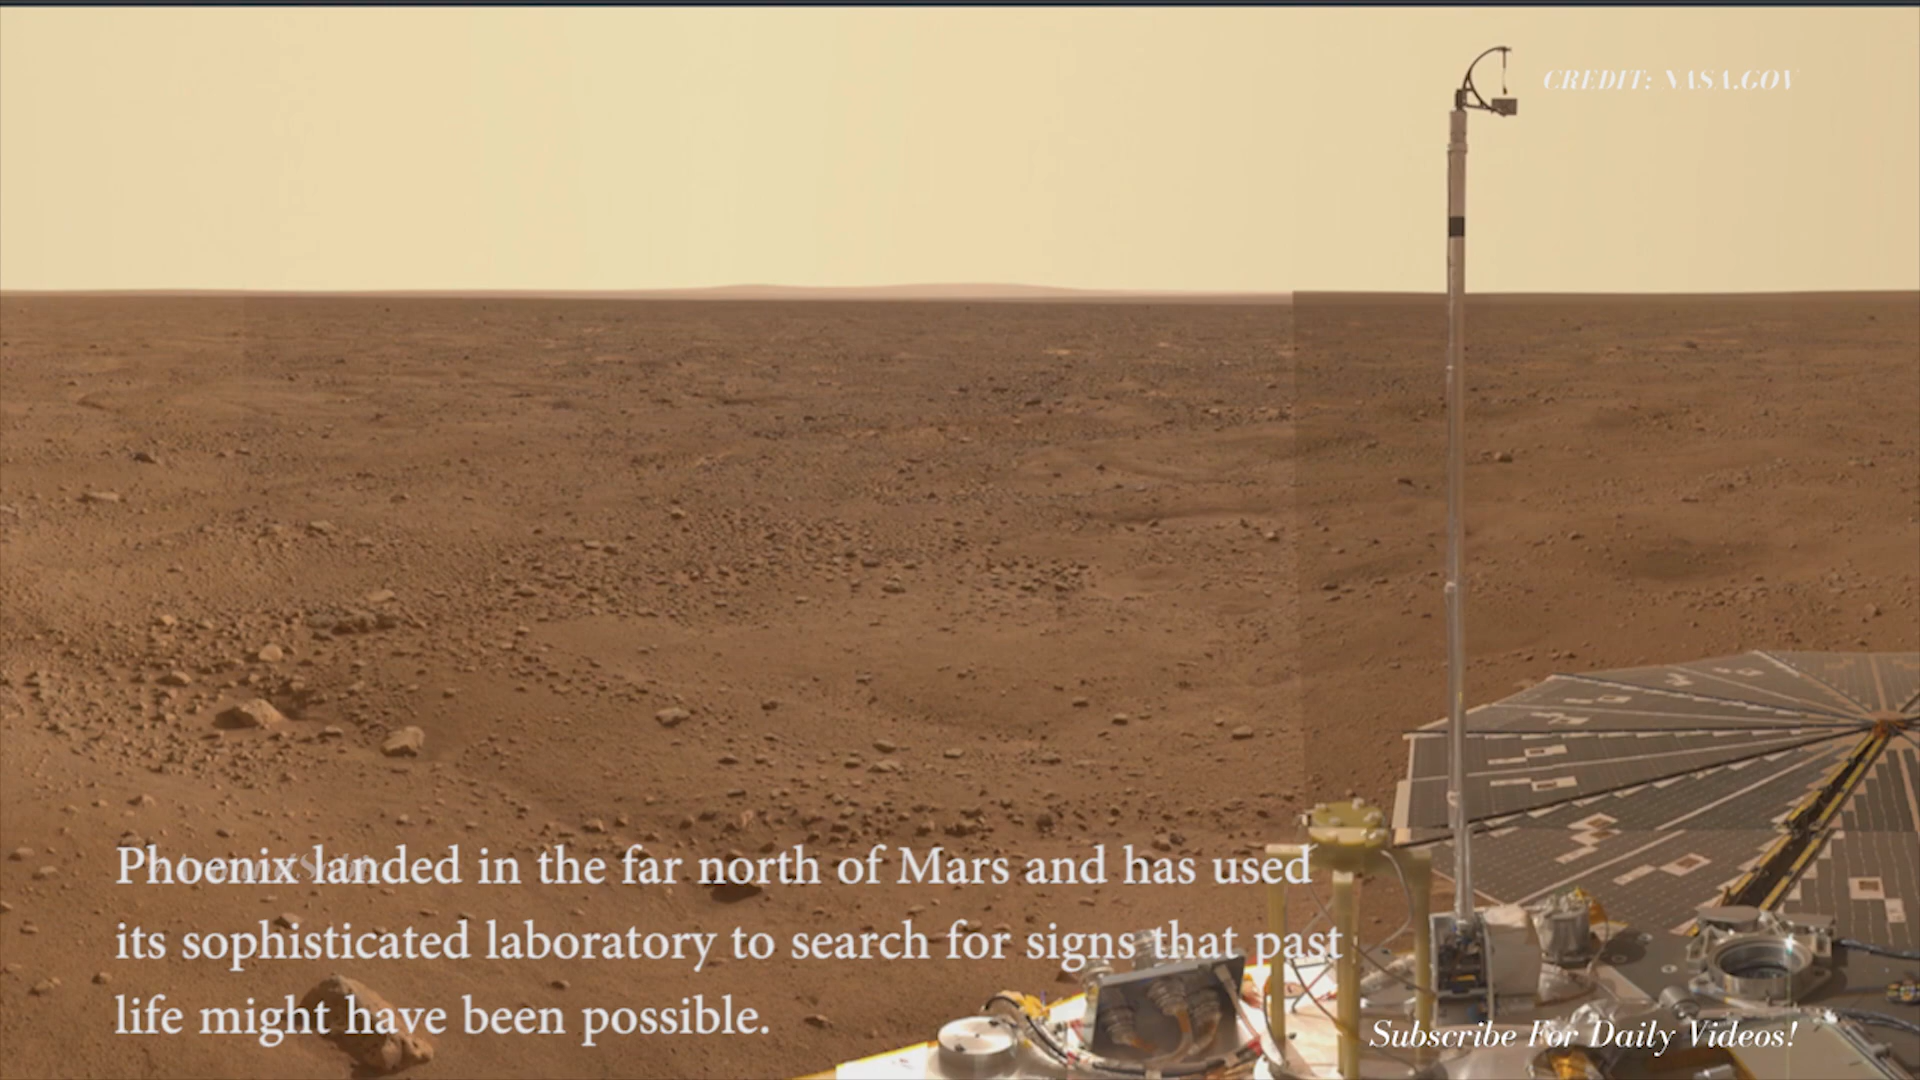 CREDIT: NASA.GOV
Phoenix landed in the far north of Mars and has used
its sophisticated laboratory to search for signs that past
life might have been possible.
Subscribe For Daily Videos!